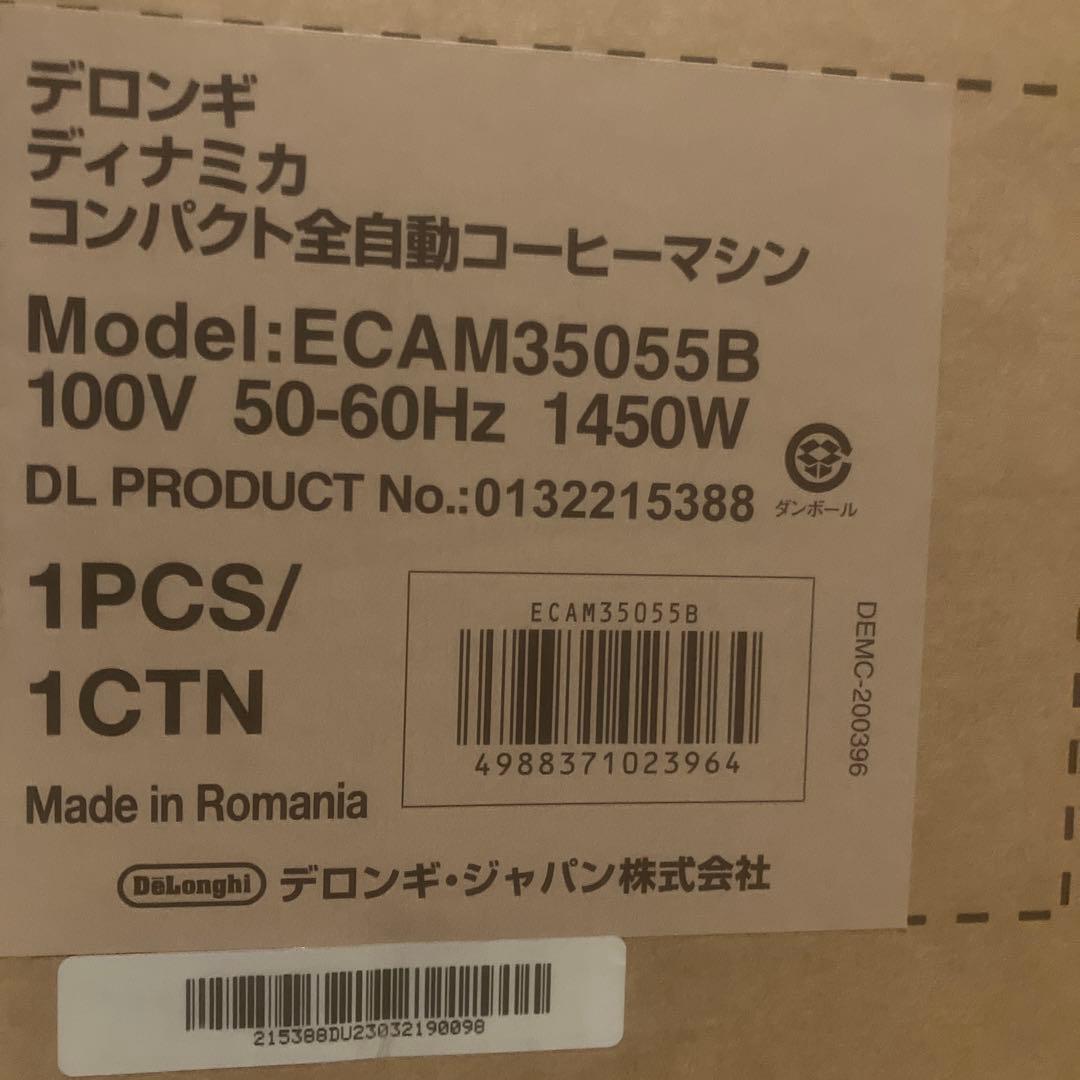 デロンギ
ディナミカ
コンパクト全自動コーヒーマシン
Model:ECAM35055B
100V 50-60Hz 1450W
DL PRODUCT No.:0132215388
ダンボール
1PCS/
1CTN
ECAM35055B
4988371023964
DEMC-200396
Made in Romania
DeLonghi デロンギ・ジャパン株式会社
215388DU23032190098